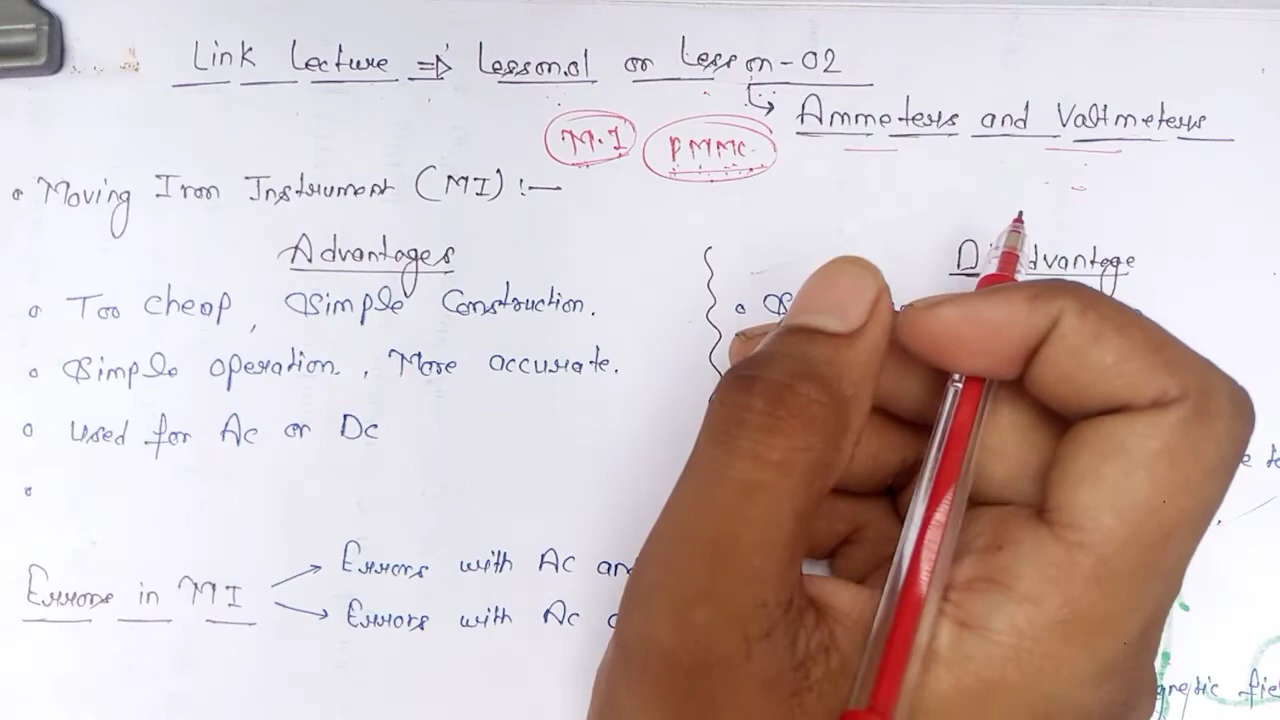 Link Lecture ⇒ Lesson.01 or Lesson-02
↳ Ammeters and Voltmeters
M.I PMMC
• Moving Iron Instrument (MI) :—
Advantages
• Too cheap, Simple Construction.
• Simple operation., More accurate.
• Used for Ac or Dc
Errors in MI
Errors with Ac
Errors with Ac